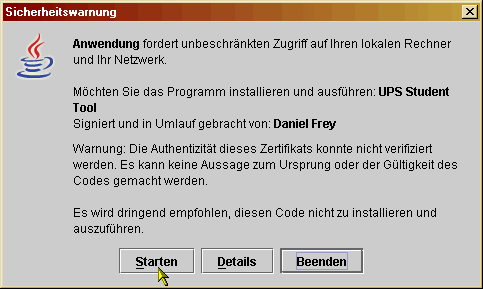 Sicherheitswarnung
Anwendung fordert unbeschränkten Zugriff auf Ihren lokalen Rechner
und Ihr Netzwerk.
Möchten Sie das Programm installieren und ausführen: UPS Student
Tool
Signiert und in Umlauf gebracht von: Daniel Frey
Warnung: Die Authentizität dieses Zertifikats konnte nicht verifiziert
werden. Es kann keine Aussage zum Ursprung oder der Gültigkeit des
Codes gemacht werden.
Es wird dringend empfohlen, diesen Code nicht zu installieren und
auszuführen.
Starten Details Beenden